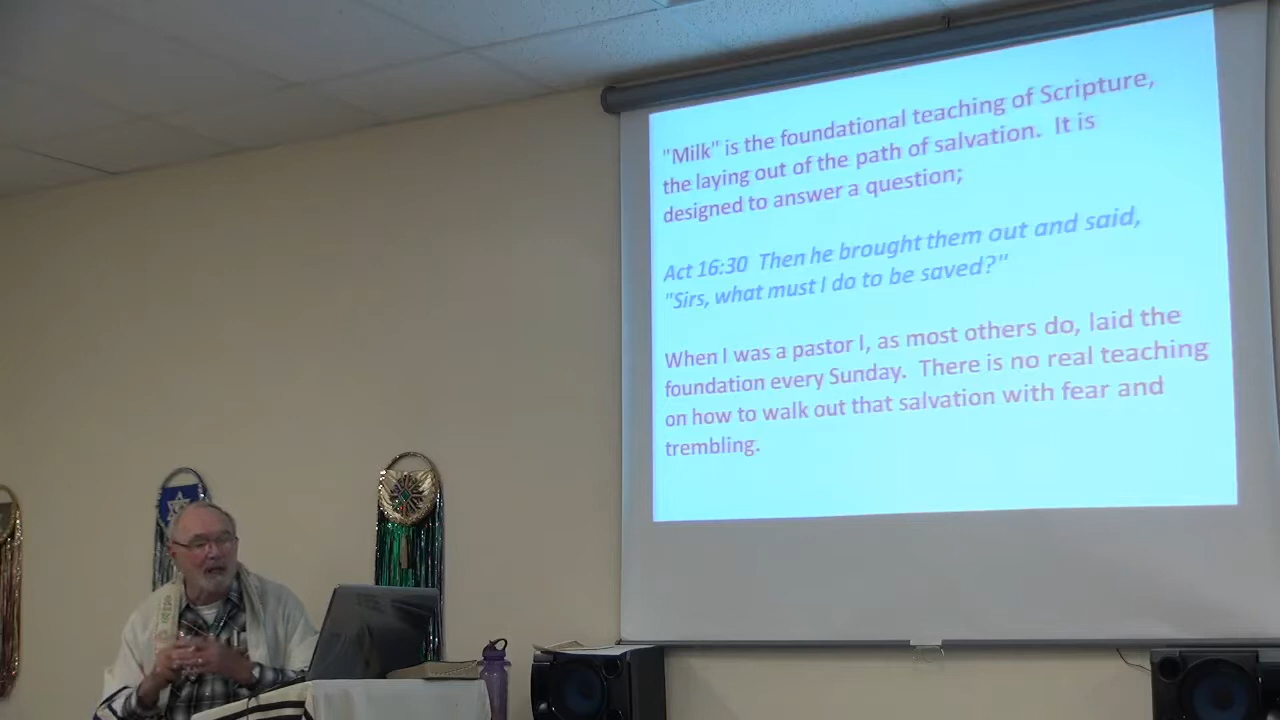 "Milk" is the foundational teaching of Scripture,
the laying out of the path of salvation.  It is
designed to answer a question;
Act 16:30  Then he brought them out and said,
"Sirs, what must I do to be saved?"
When I was a pastor I, as most others do, laid the
foundation every Sunday.  There is no real teaching
on how to walk out that salvation with fear and
trembling.